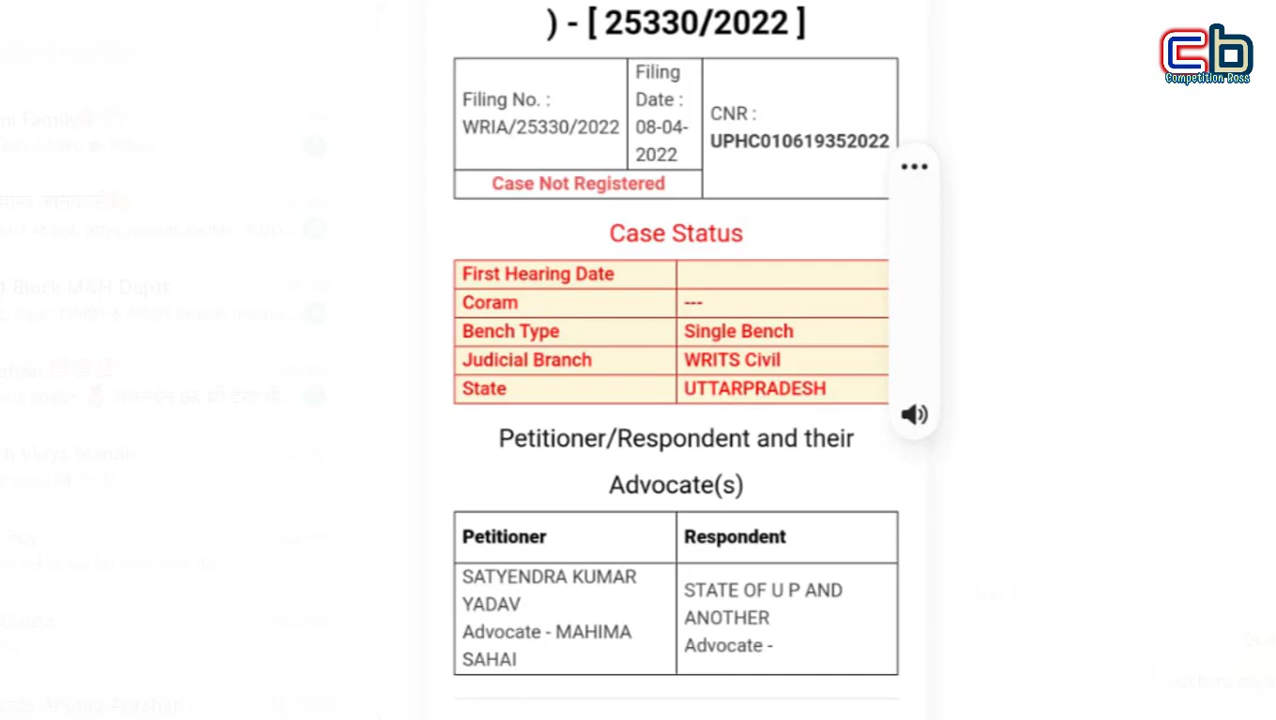 ) - [ 25330/2022 ]
Competition Boss
Filing No. :
WRIA/25330/2022
Filing
Date :
08-04-
2022
CNR :
UPHC010619352022
Case Not Registered
Case Status
First Hearing Date
Coram ---
Bench Type Single Bench
Judicial Branch WRITS Civil
State UTTARPRADESH
Petitioner/Respondent and their
Advocate(s)
Petitioner Respondent
SATYENDRA KUMAR
YADAV
Advocate - MAHIMA
SAHAI
STATE OF U P AND
ANOTHER
Advocate -